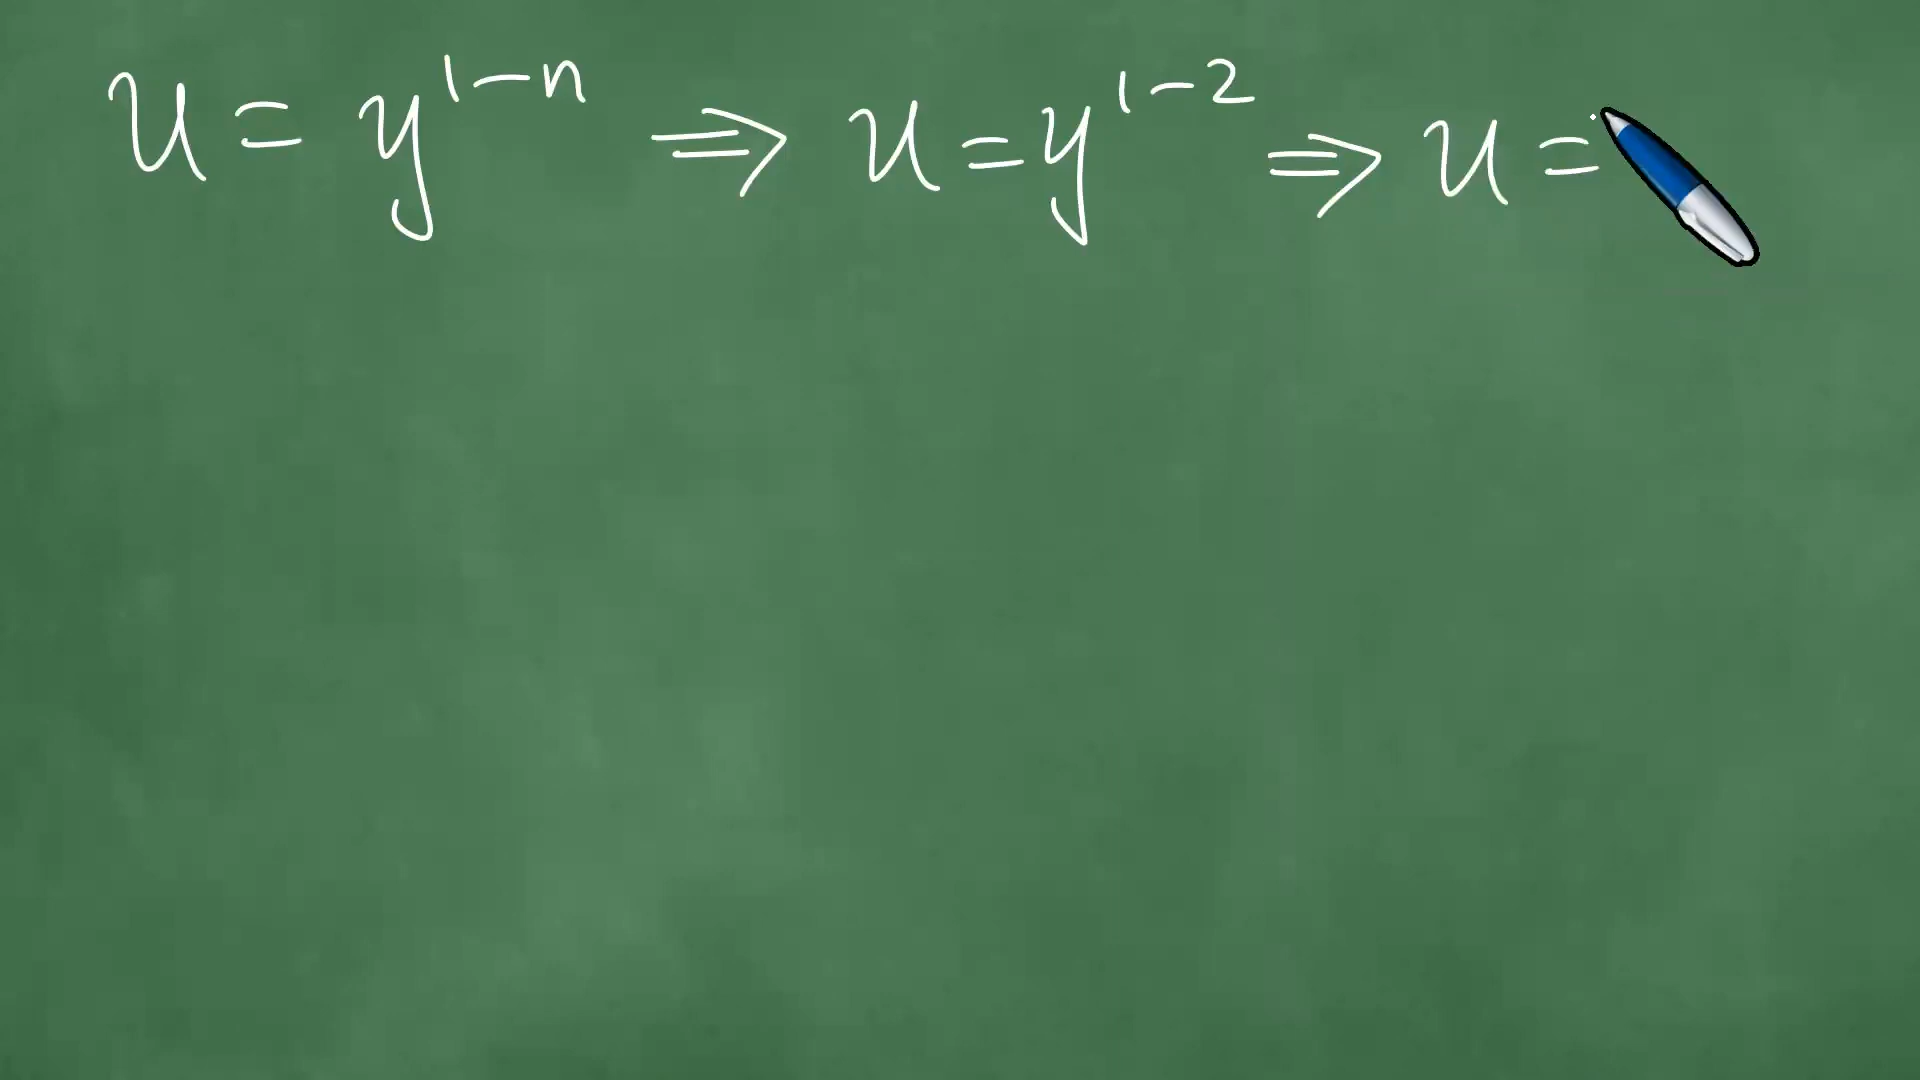 u = y^{1-n} ⇒ u = y^{1-2} ⇒ u =